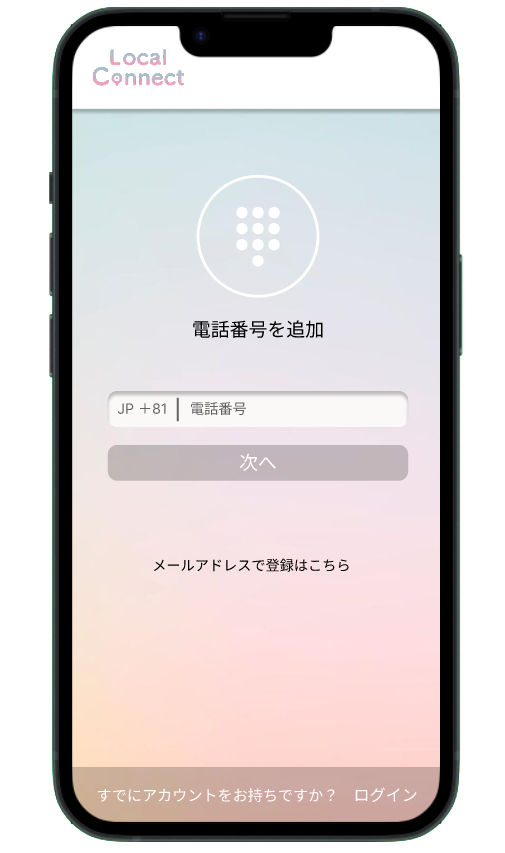 Local
Connect
電話番号を追加
JP +81 | 電話番号
次へ
メールアドレスで登録はこちら
すでにアカウントをお持ちですか? ログイン